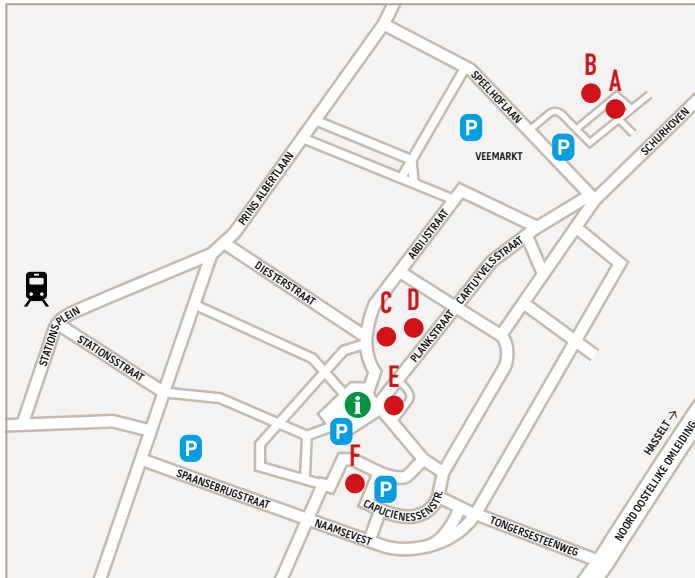 B
A
SPEELHOFLAAN
P
P
VEEMARKT
SCHURHOVEN
PRINS ALBERTLAAN
ABDIJSTRAAT
CARTUYVELSSTRAAT
DIESTERSTRAAT
C
D
PLANKSTRAAT
STATIONSPLEIN
STATIONSSTRAAT
E
i
P
P
F
P
HASSELT →
NOORD OOSTELIJKE OMLEIDING
SPAANSEBRUGSTRAAT
CAPUCIENESSENSTR.
NAAMSEVEST
TONGERSESTEENWEG